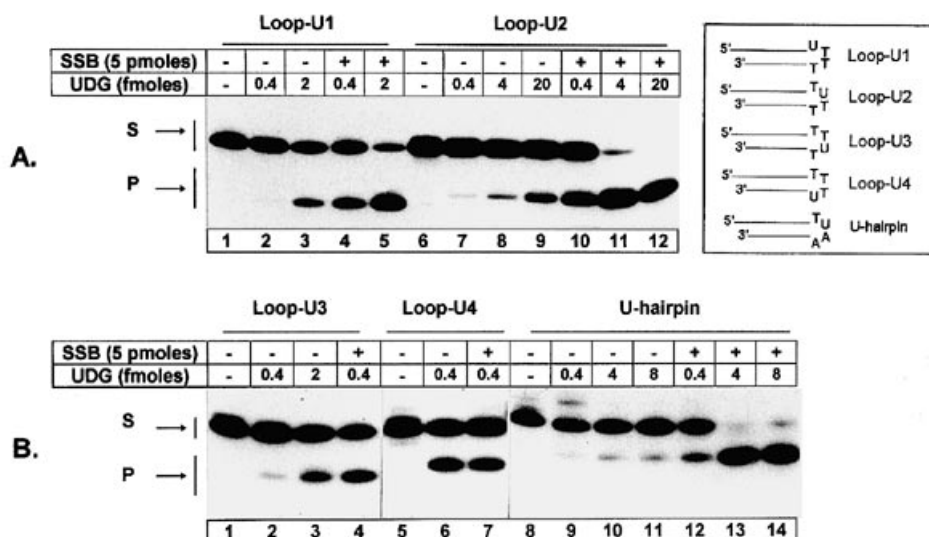 Loop-U1 Loop-U2
SSB (5 pmoles) - - - + + - - - - + + +
UDG (fmoles) - 0.4 2 0.4 2 - 0.4 4 20 0.4 4 20
S
A.
P
1 2 3 4 5 6 7 8 9 10 11 12
5' U T
3' T T Loop-U1
5' T U
3' T T Loop-U2
5' T T
3' T U Loop-U3
5' T T
3' U T Loop-U4
5' T U
3' A A U-hairpin
Loop-U3 Loop-U4 U-hairpin
SSB (5 pmoles) - - - + - - + - - - - + + +
UDG (fmoles) - 0.4 2 0.4 - 0.4 0.4 - 0.4 4 8 0.4 4 8
S
B.
P
1 2 3 4 5 6 7 8 9 10 11 12 13 14